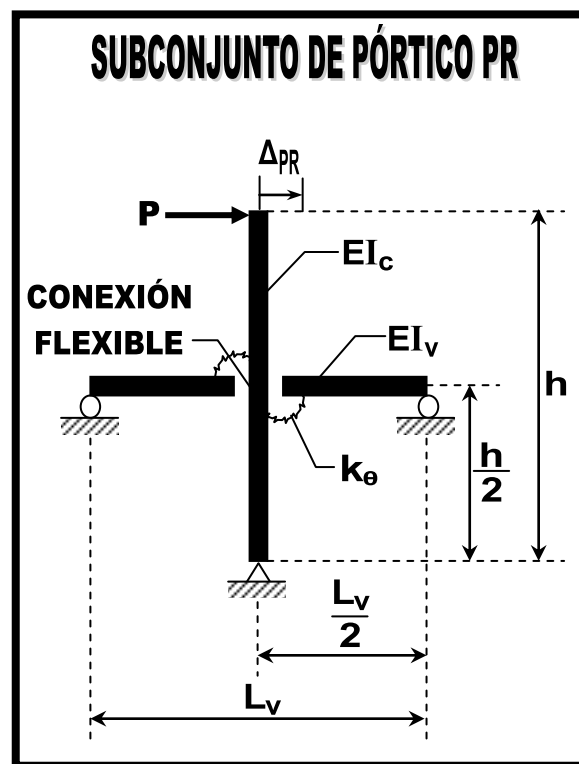 SUBCONJUNTO DE PÓRTICO PR
Δ_PR
P
EI_c
CONEXIÓN
FLEXIBLE
EI_v
h
k_θ
h
2
L_v
2
L_v